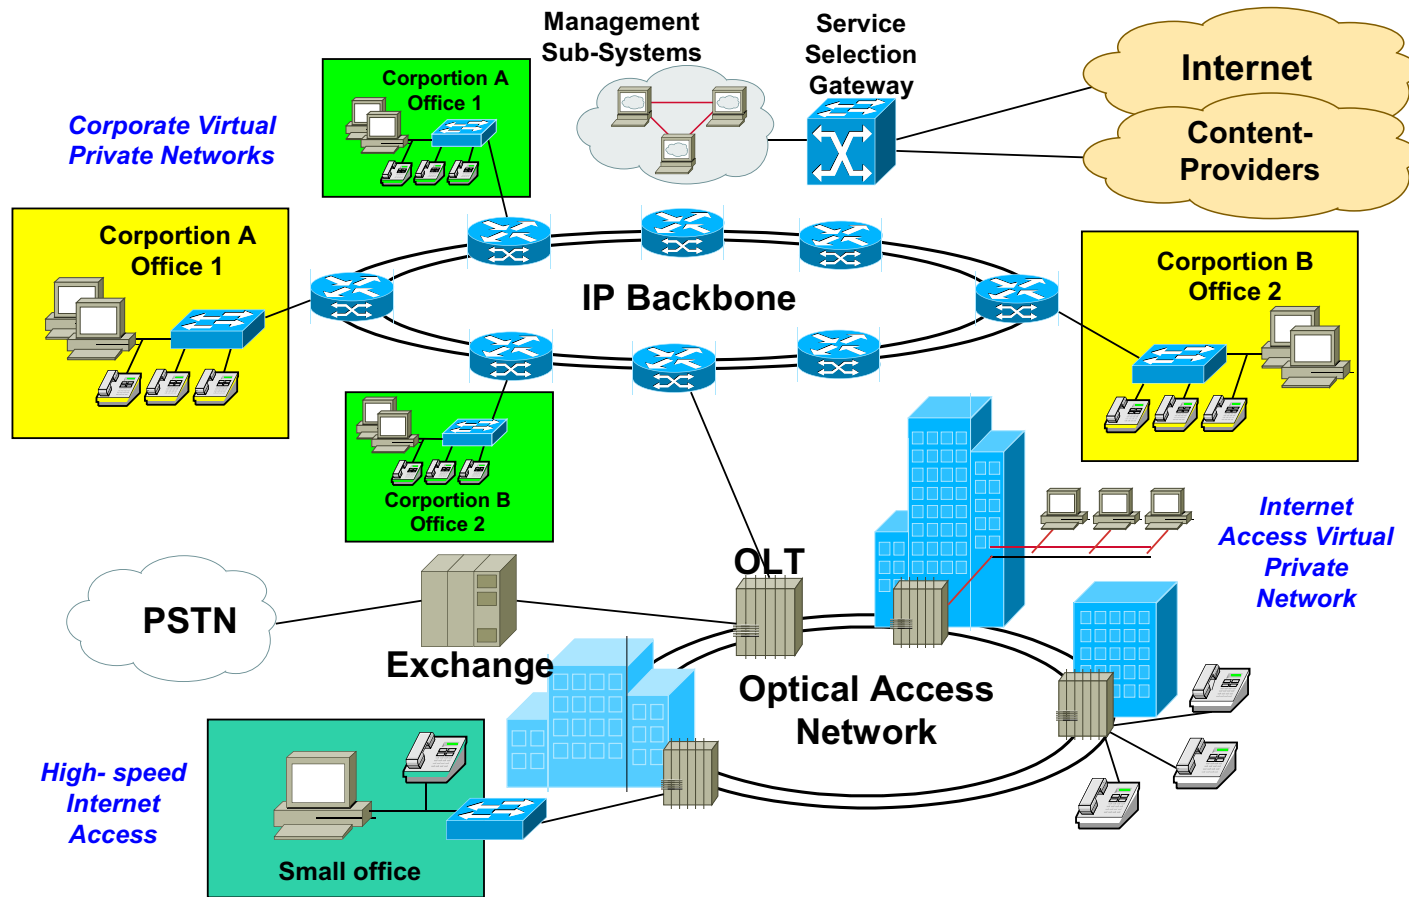 Management
Sub-Systems
Service
Selection
Gateway
Internet
Content-
Providers
Corportion A
Office 1
Corporate Virtual
Private Networks
Corportion A
Office 1
IP Backbone
Corportion B
Office 2
Corportion B
Office 2
Internet
Access Virtual
Private
Network
OLT
PSTN
Exchange
Optical Access
Network
High- speed
Internet
Access
Small office